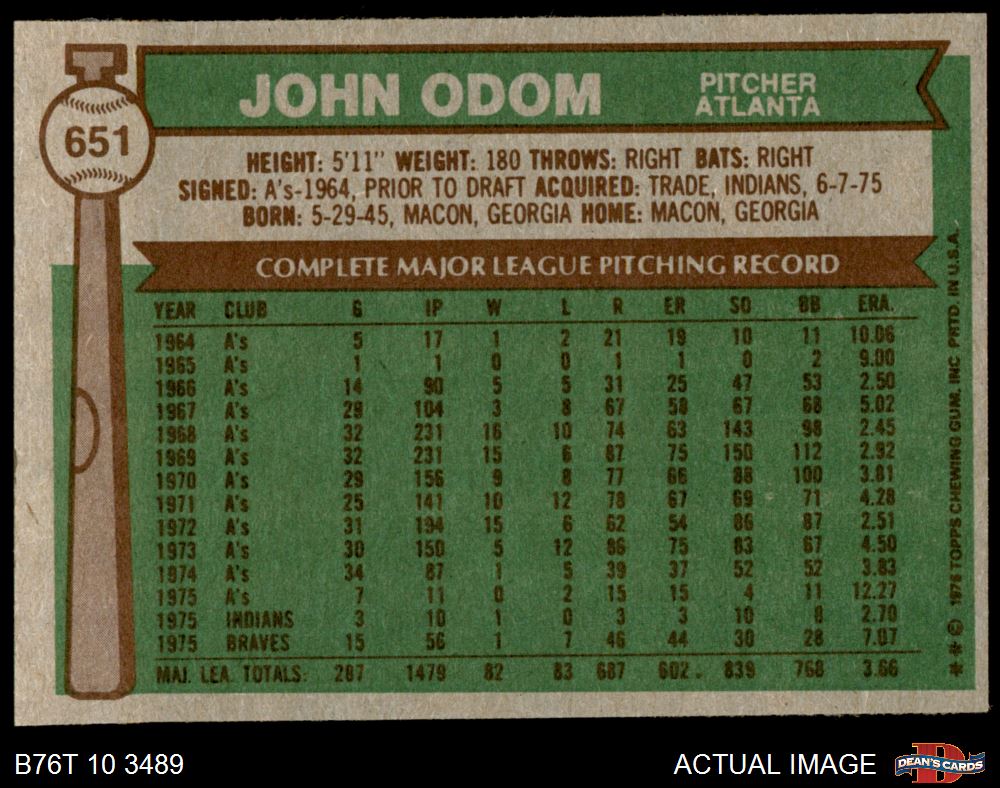 JOHN ODOM
PITCHER
ATLANTA
651
HEIGHT: 5'11" WEIGHT: 180 THROWS: RIGHT BATS: RIGHT
SIGNED: A's-1964, PRIOR TO DRAFT ACQUIRED: TRADE, INDIANS, 6-7-75
BORN: 5-29-45, MACON, GEORGIA HOME: MACON, GEORGIA
COMPLETE MAJOR LEAGUE PITCHING RECORD
YEAR CLUB G IP W L R ER SO BB ERA.
1964 A's 5 17 1 2 21 19 10 11 10.06
1965 A's 1 1 0 0 1 1 0 2 9.00
1966 A's 14 90 5 5 31 25 47 53 2.50
1967 A's 29 104 3 8 67 58 67 68 5.02
1968 A's 32 231 16 10 74 63 143 98 2.45
1969 A's 32 231 15 6 87 75 150 112 2.92
1970 A's 29 156 9 8 77 66 88 100 3.81
1971 A's 25 141 10 12 78 67 69 71 4.28
1972 A's 31 194 15 6 62 54 86 87 2.51
1973 A's 30 150 5 12 96 75 83 67 4.50
1974 A's 34 87 1 5 39 37 52 52 3.83
1975 A's 7 11 0 2 15 15 4 11 12.27
1975 INDIANS 3 10 1 0 3 3 10 8 2.70
1975 BRAVES 15 56 1 7 46 44 30 28 7.07
MAJ. LEA. TOTALS: 287 1479 82 83 687 602. 839 768 3.66
* * © 1976 TOPPS CHEWING GUM, INC PRTD. IN U.S.A.
B76T 10 3489
ACTUAL IMAGE
D
DEAN'S CARDS